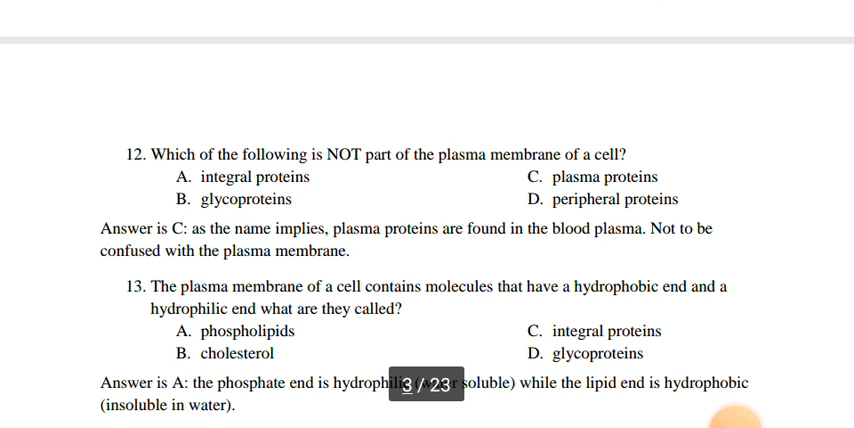 12. Which of the following is NOT part of the plasma membrane of a cell?
A. integral proteins C. plasma proteins
B. glycoproteins D. peripheral proteins
Answer is C: as the name implies, plasma proteins are found in the blood plasma. Not to be
confused with the plasma membrane.
13. The plasma membrane of a cell contains molecules that have a hydrophobic end and a
hydrophilic end what are they called?
A. phospholipids C. integral proteins
B. cholesterol D. glycoproteins
Answer is A: the phosphate end is hydrophilic (water soluble) while the lipid end is hydrophobic
3 / 23
(insoluble in water).